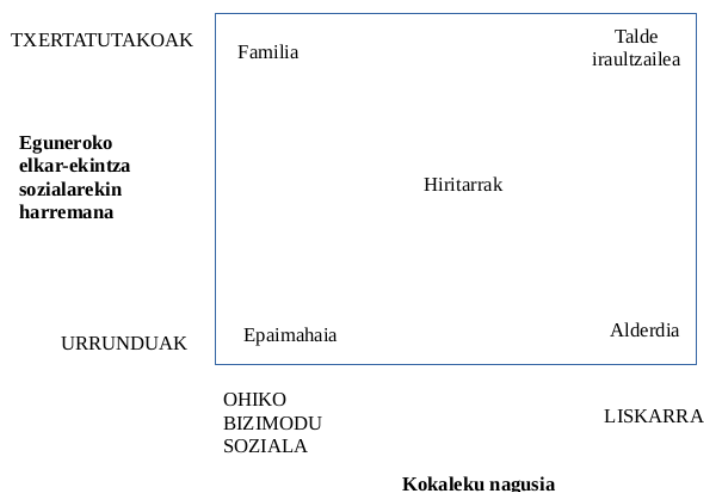 TXERTATUTAKOAK
Familia
Talde
iraultzailea
Eguneroko
elkar-ekintza
sozialarekin
harremana
Hiritarrak
URRUNDUAK
Epaimahaia
Alderdia
OHIKO
BIZIMODU
SOZIALA
LISKARRA
Kokaleku nagusia